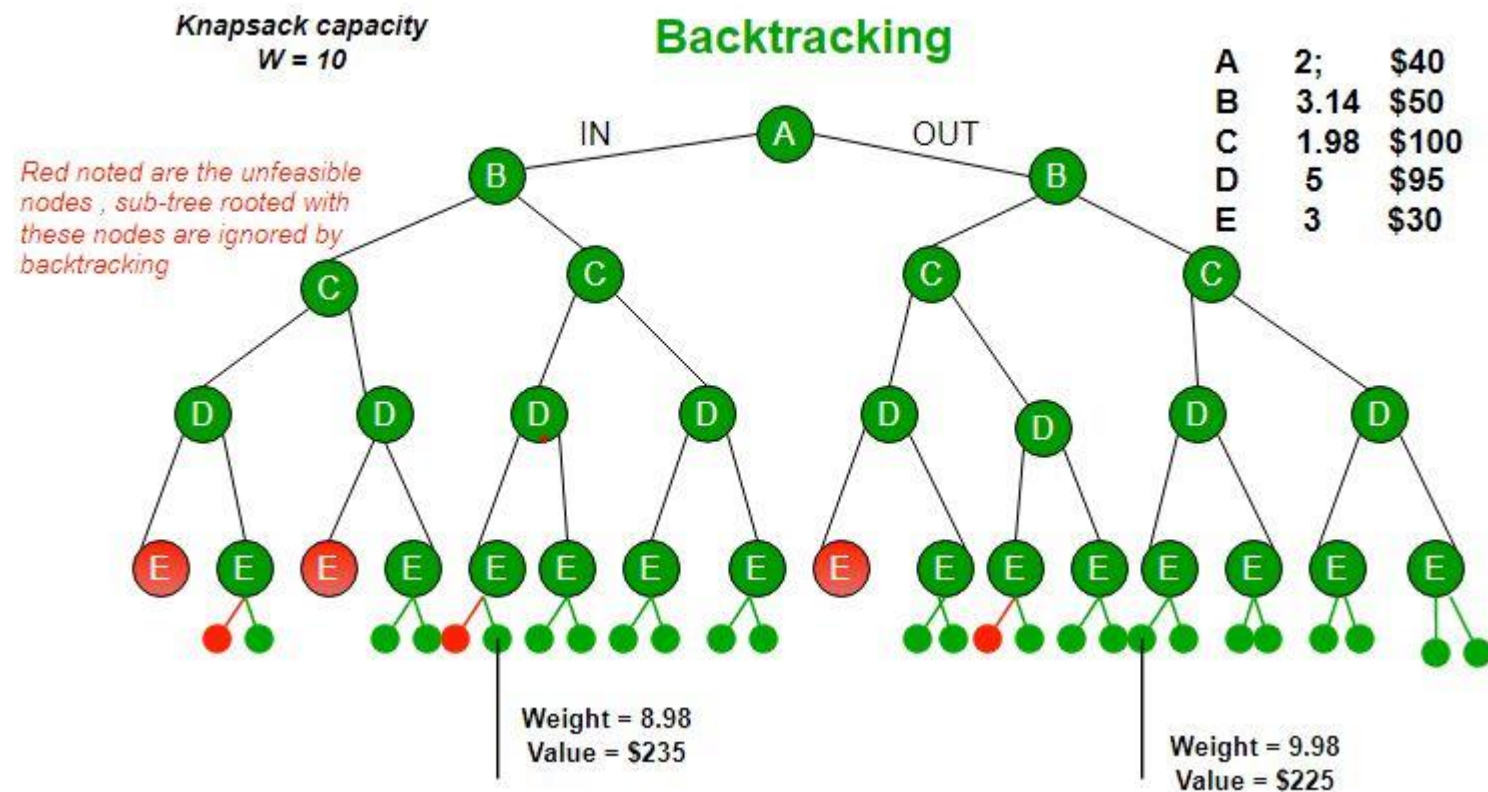 Knapsack capacity
W = 10
Backtracking
A 2; $40
B 3.14 $50
C 1.98 $100
D 5 $95
E 3 $30
Red noted are the unfeasible
nodes , sub-tree rooted with
these nodes are ignored by
backtracking
A
IN OUT
B B
C C C C
D D D D D D D D
E E E E E E E E E E E E E E E E
Weight = 8.98
Value = $235
Weight = 9.98
Value = $225